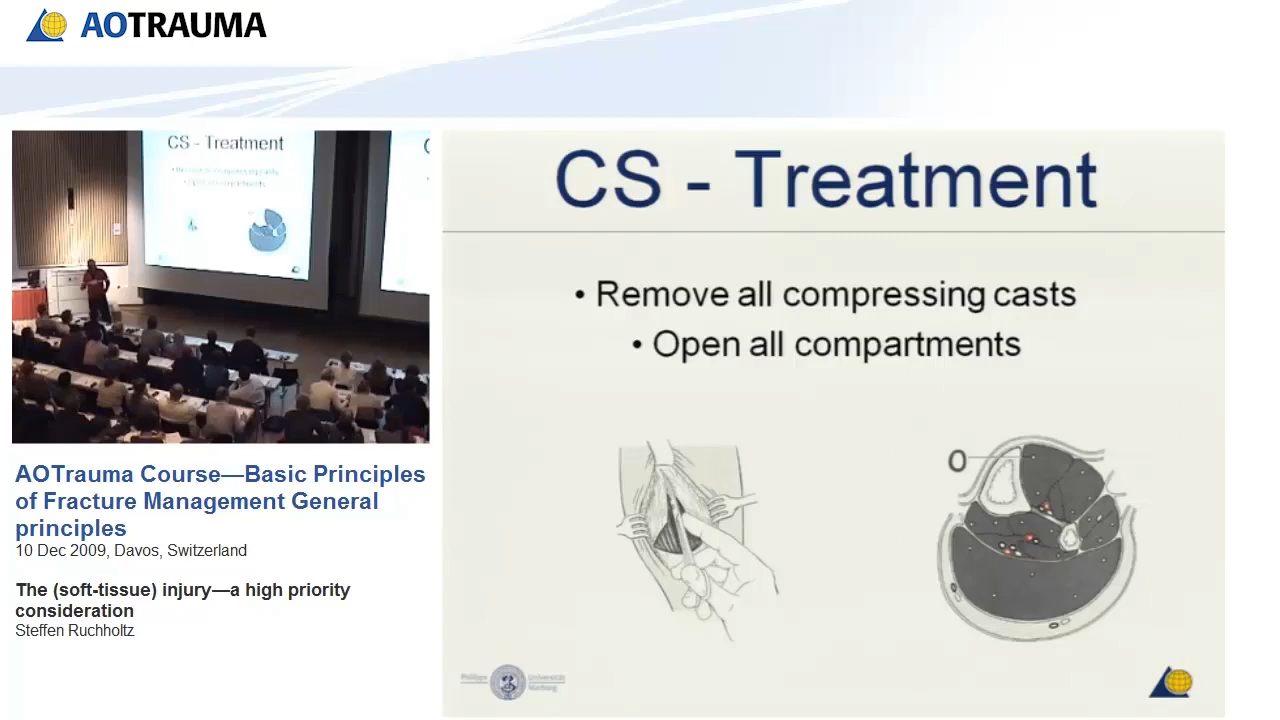 AOTRAUMA
CS - Treatment
AOTrauma Course—Basic Principles
of Fracture Management General
principles
10 Dec 2009, Davos, Switzerland
The (soft-tissue) injury—a high priority
consideration
Steffen Ruchholtz
CS - Treatment
• Remove all compressing casts
• Open all compartments
O
Philipps
Universität
Marburg